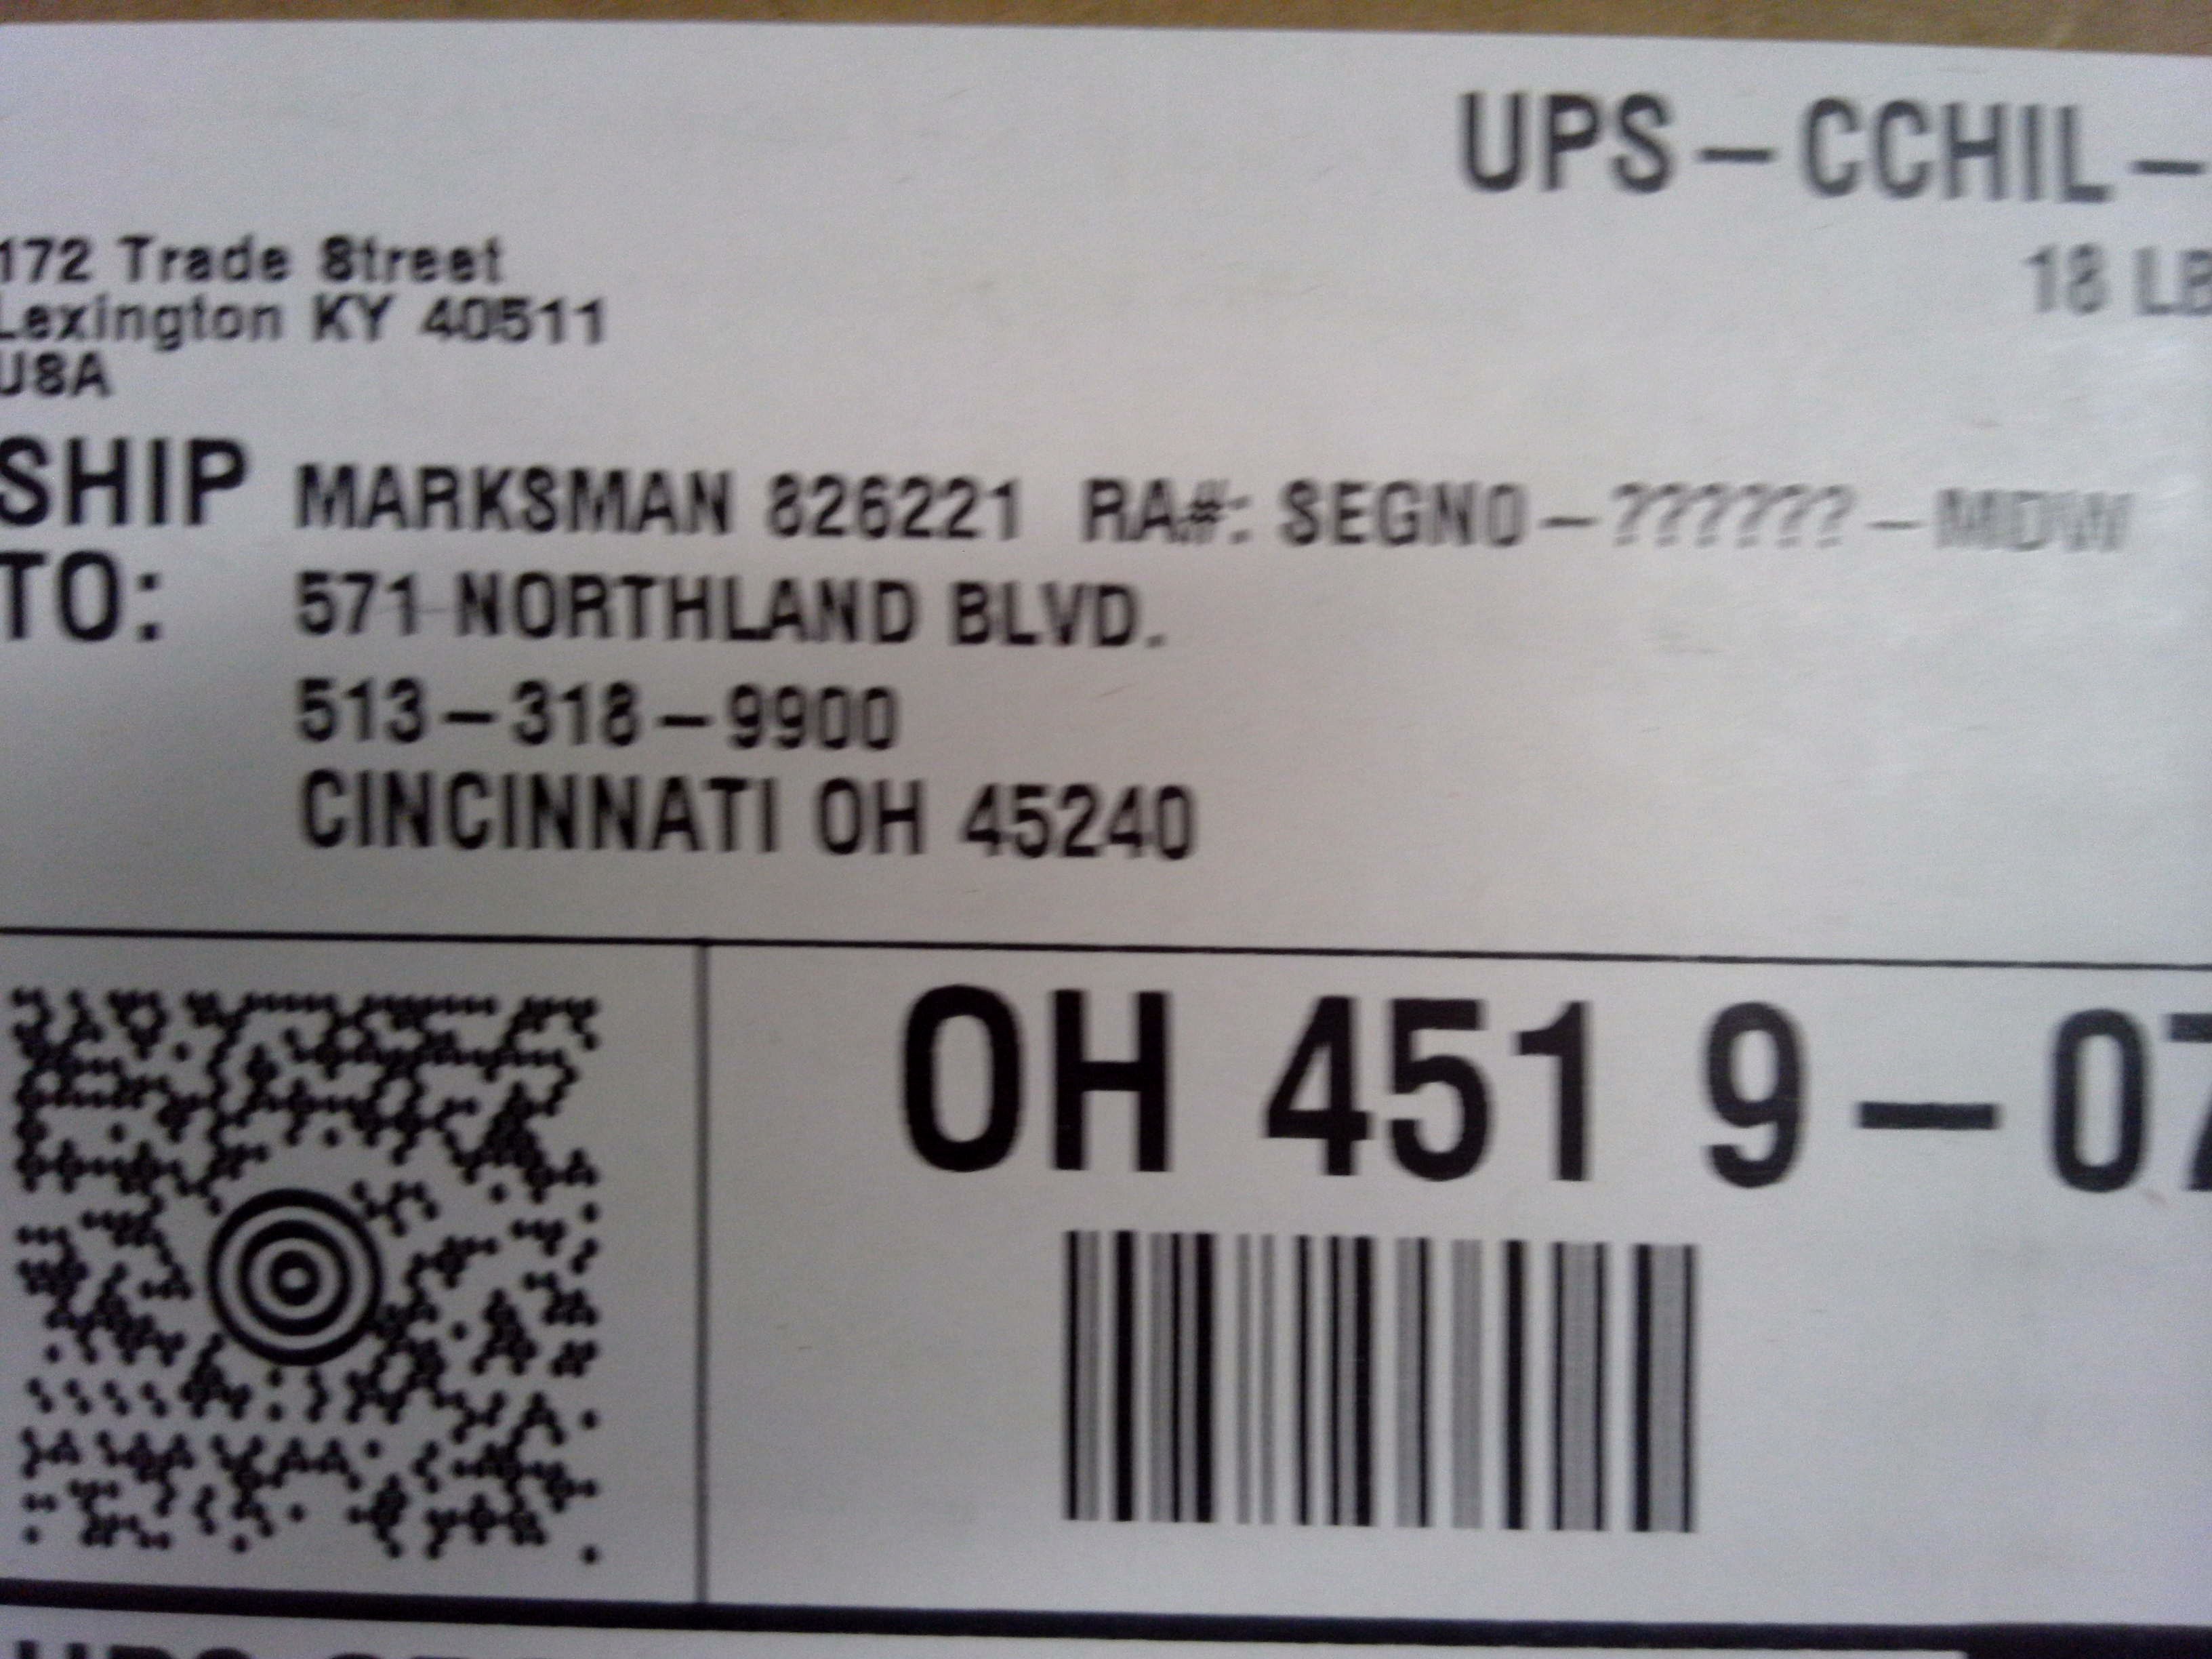 UPS-CCHIL-
18 LB
172 Trade Street
Lexington KY 40511
USA
SHIP TO:
MARKSMAN 826221 RA#: SEGNO-??????-MDW
571 NORTHLAND BLVD.
513-318-9900
CINCINNATI OH 45240
OH 451 9-07